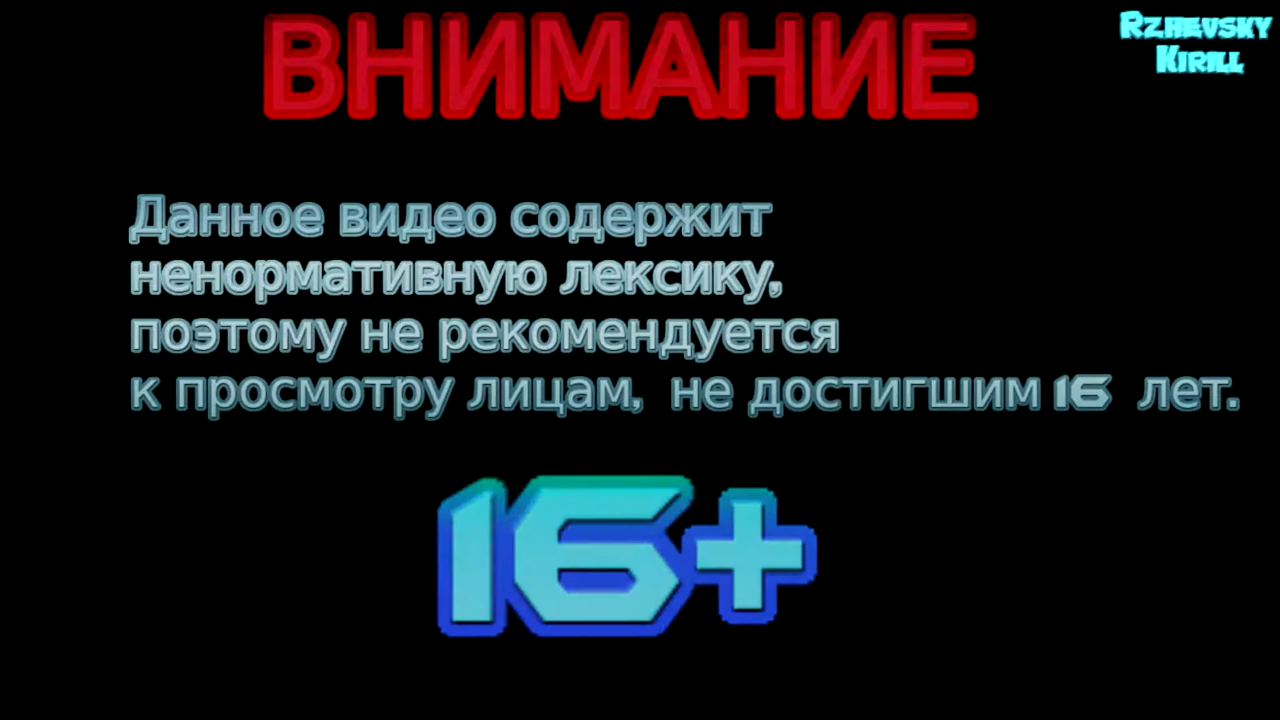 ВНИМАНИЕ
Rzhevsky
Kirill
Данное видео содержит
ненормативную лексику,
поэтому не рекомендуется
к просмотру лицам, не достигшим 16 лет.
16+